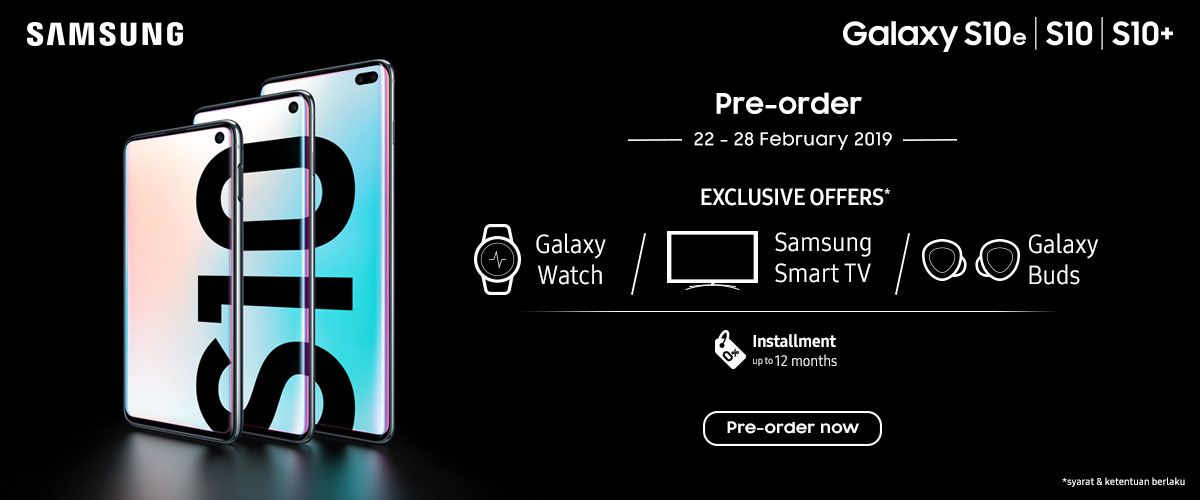 SAMSUNG
Galaxy S10e | S10 | S10+
Pre-order
22 - 28 February 2019
EXCLUSIVE OFFERS*
Galaxy
Watch
Samsung
Smart TV
Galaxy
Buds
0%
Installment
up to 12 months
Pre-order now
*syarat & ketentuan berlaku
S10